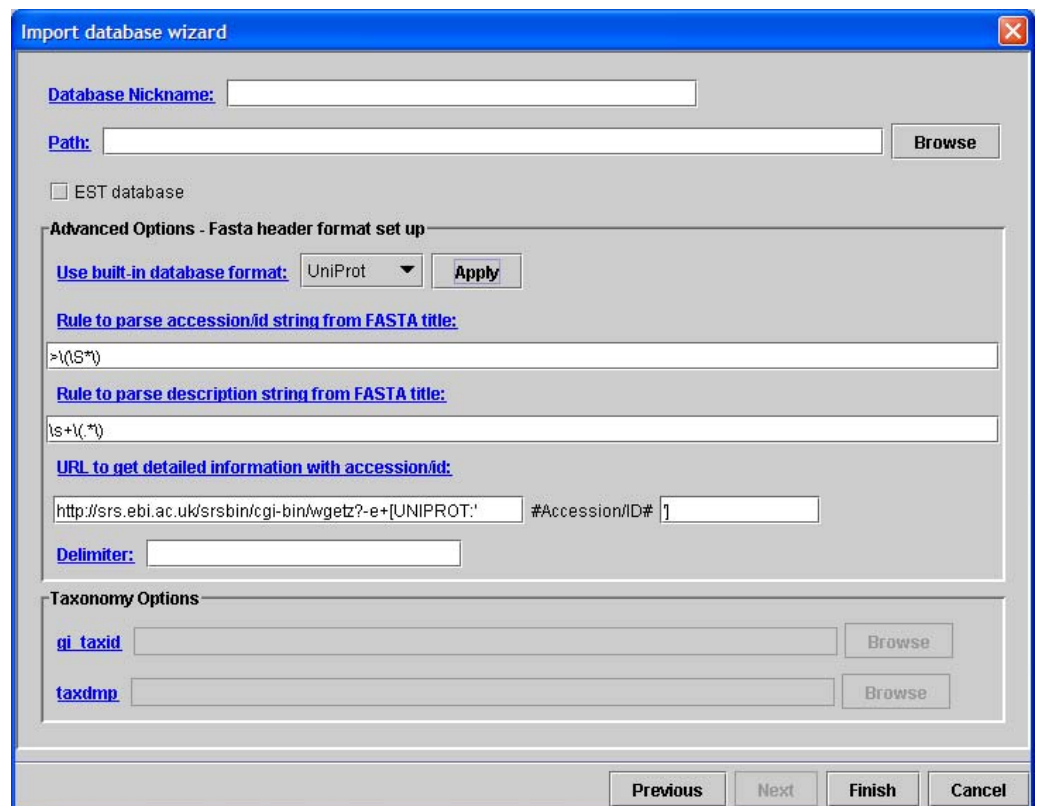 Import database wizard
Database Nickname:
Path: Browse
EST database
Advanced Options - Fasta header format set up
Use built-in database format: UniProt Apply
Rule to parse accession/id string from FASTA title:
>\(\S*\)
Rule to parse description string from FASTA title:
\s+\(.*\)
URL to get detailed information with accession/id:
http://srs.ebi.ac.uk/srsbin/cgi-bin/wgetz?-e+[UNIPROT:' #Accession/ID# ']
Delimiter:
Taxonomy Options
gi_taxid Browse
taxdmp Browse
Previous Next Finish Cancel